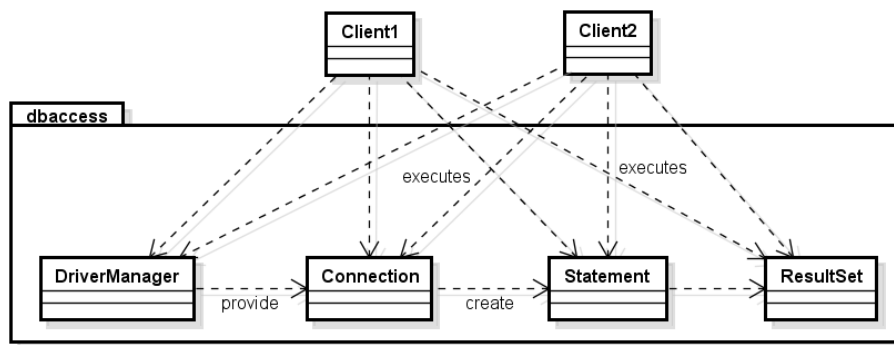 Client1
Client2
dbaccess
executes
executes
DriverManager
Connection
Statement
ResultSet
provide
create